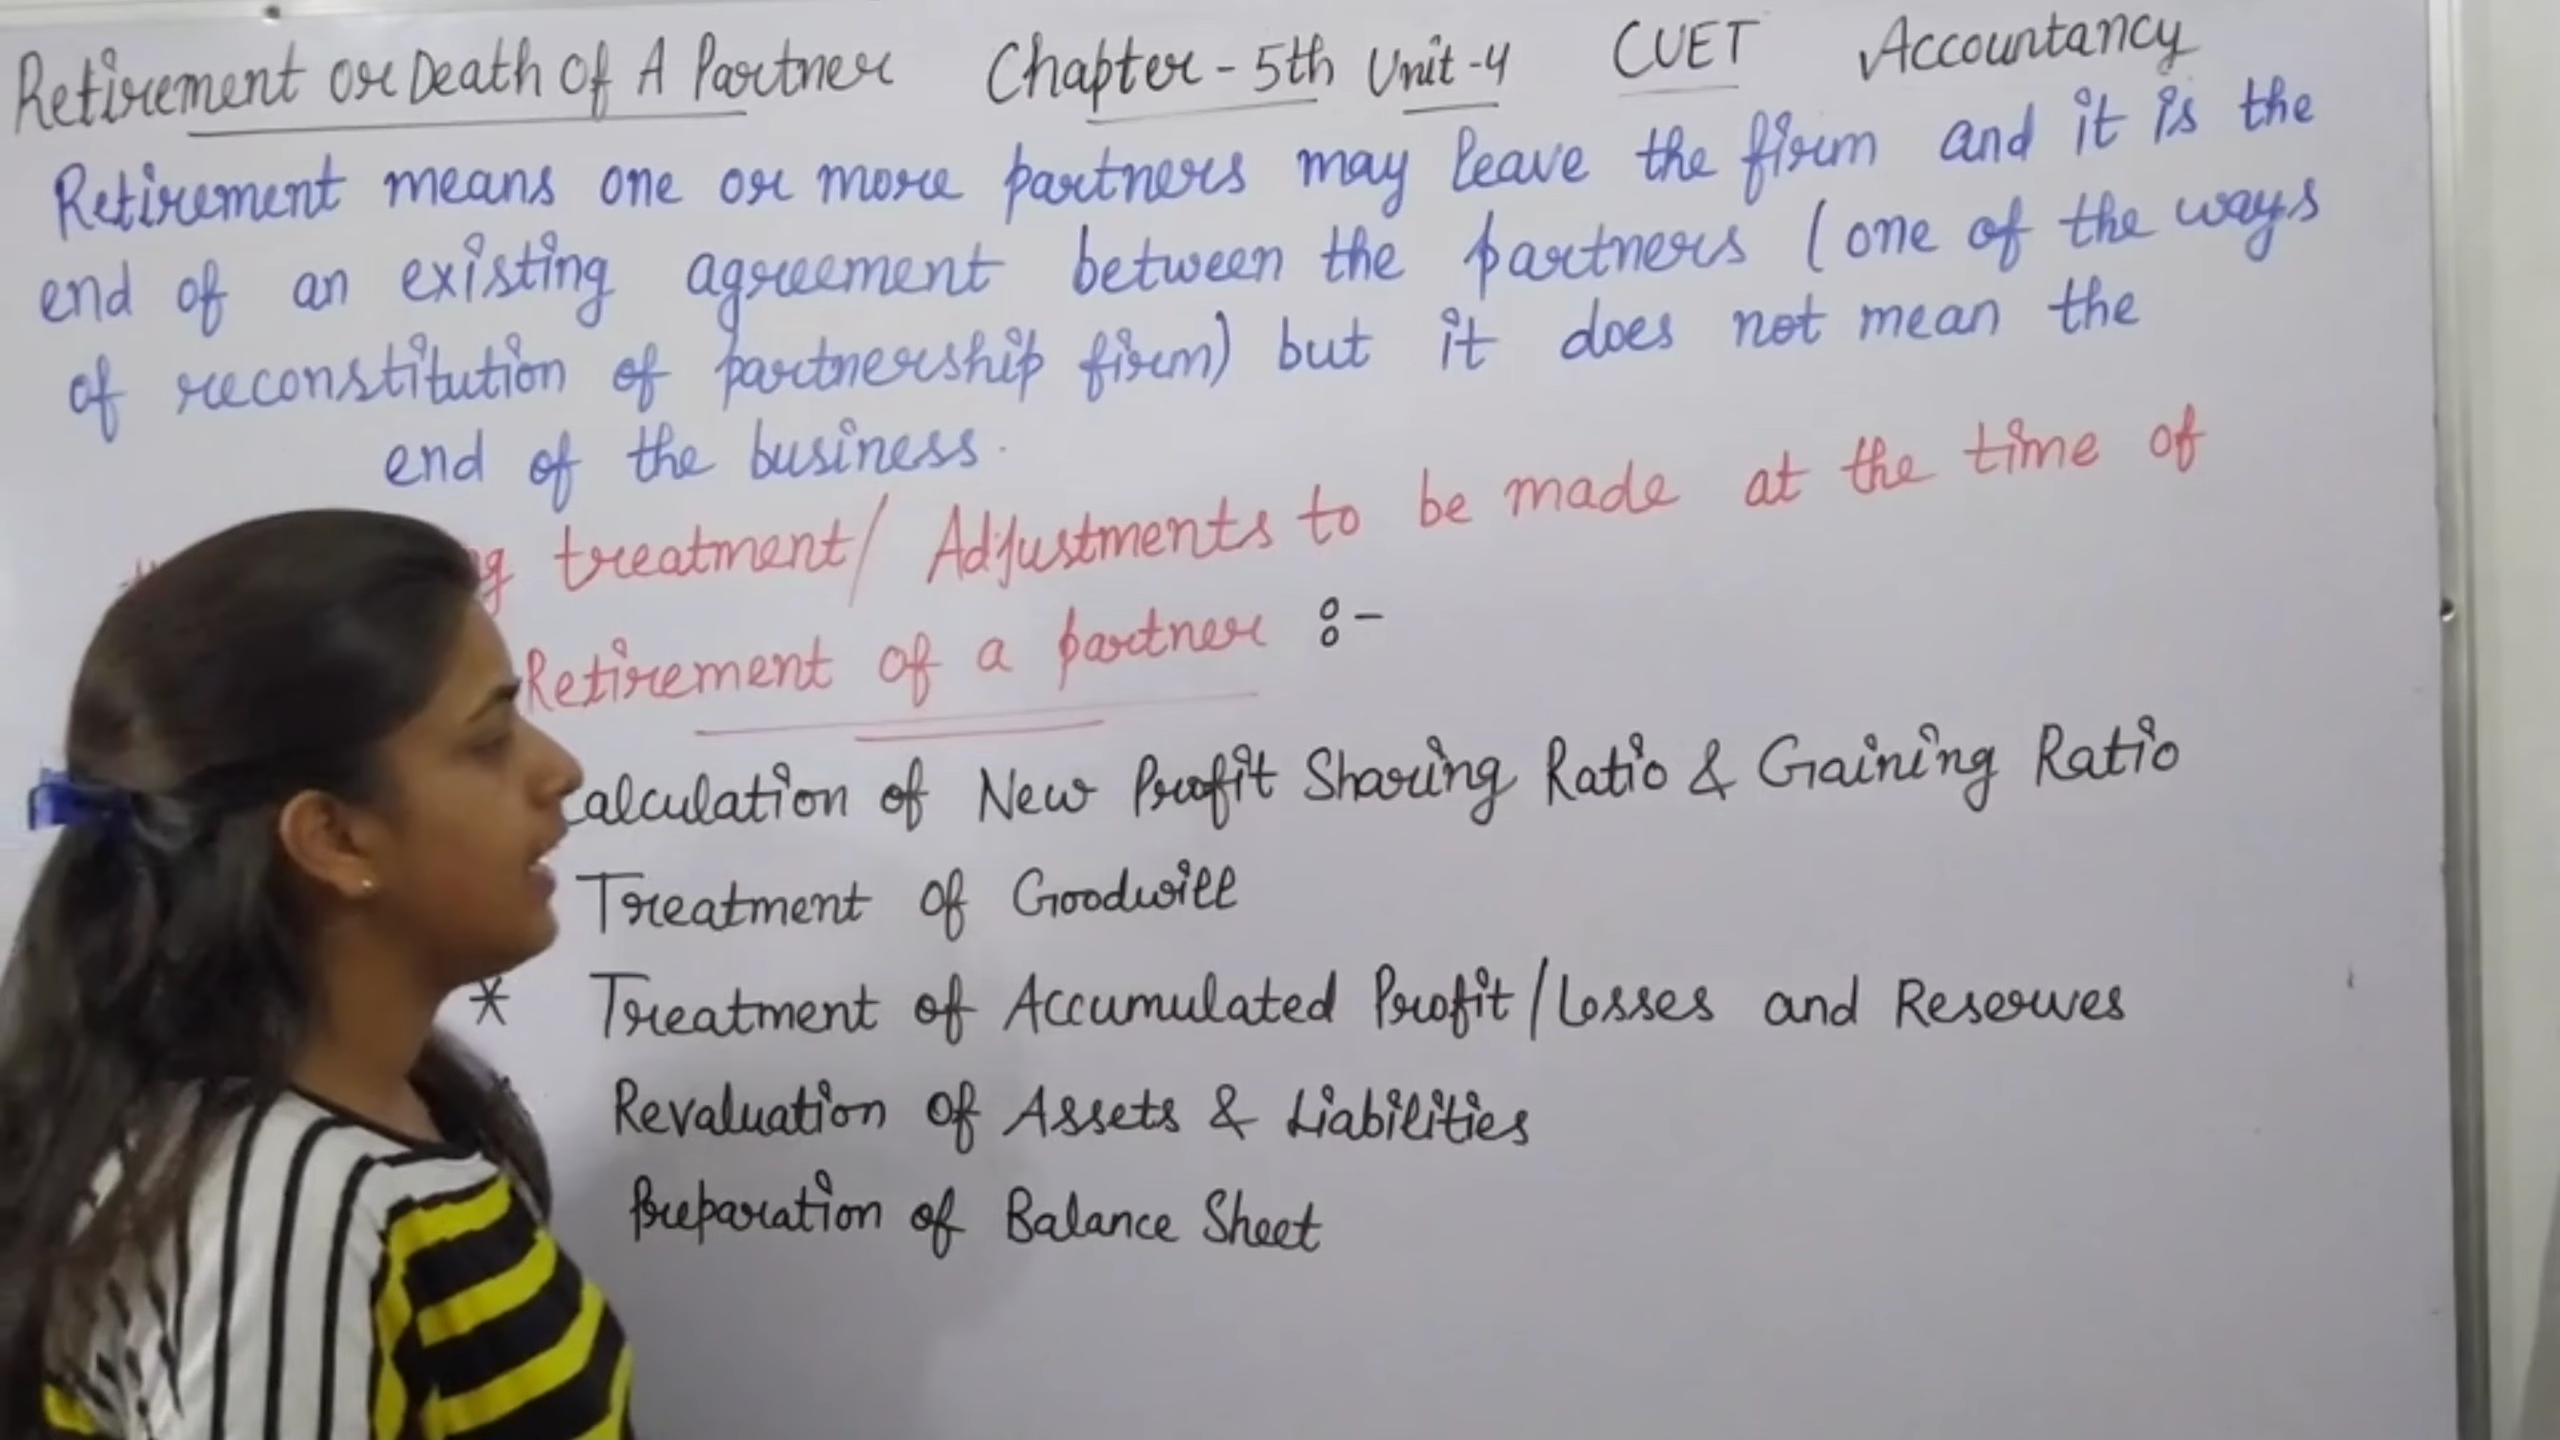 Retirement or Death Of A Partner Chapter - 5th Unit - 4 CUET Accountancy
Retirement means one or more partners may leave the firm and it is the
end of an existing agreement between the partners (one of the ways
of reconstitution of partnership firm) but it does not mean the
end of the business.
treatment/ Adjustments to be made at the time of
Retirement of a partner :-
Calculation of New Profit Sharing Ratio & Gaining Ratio
Treatment of Goodwill
* Treatment of Accumulated Profit/Losses and Reserves
Revaluation of Assets & Liabilities
Preparation of Balance Sheet